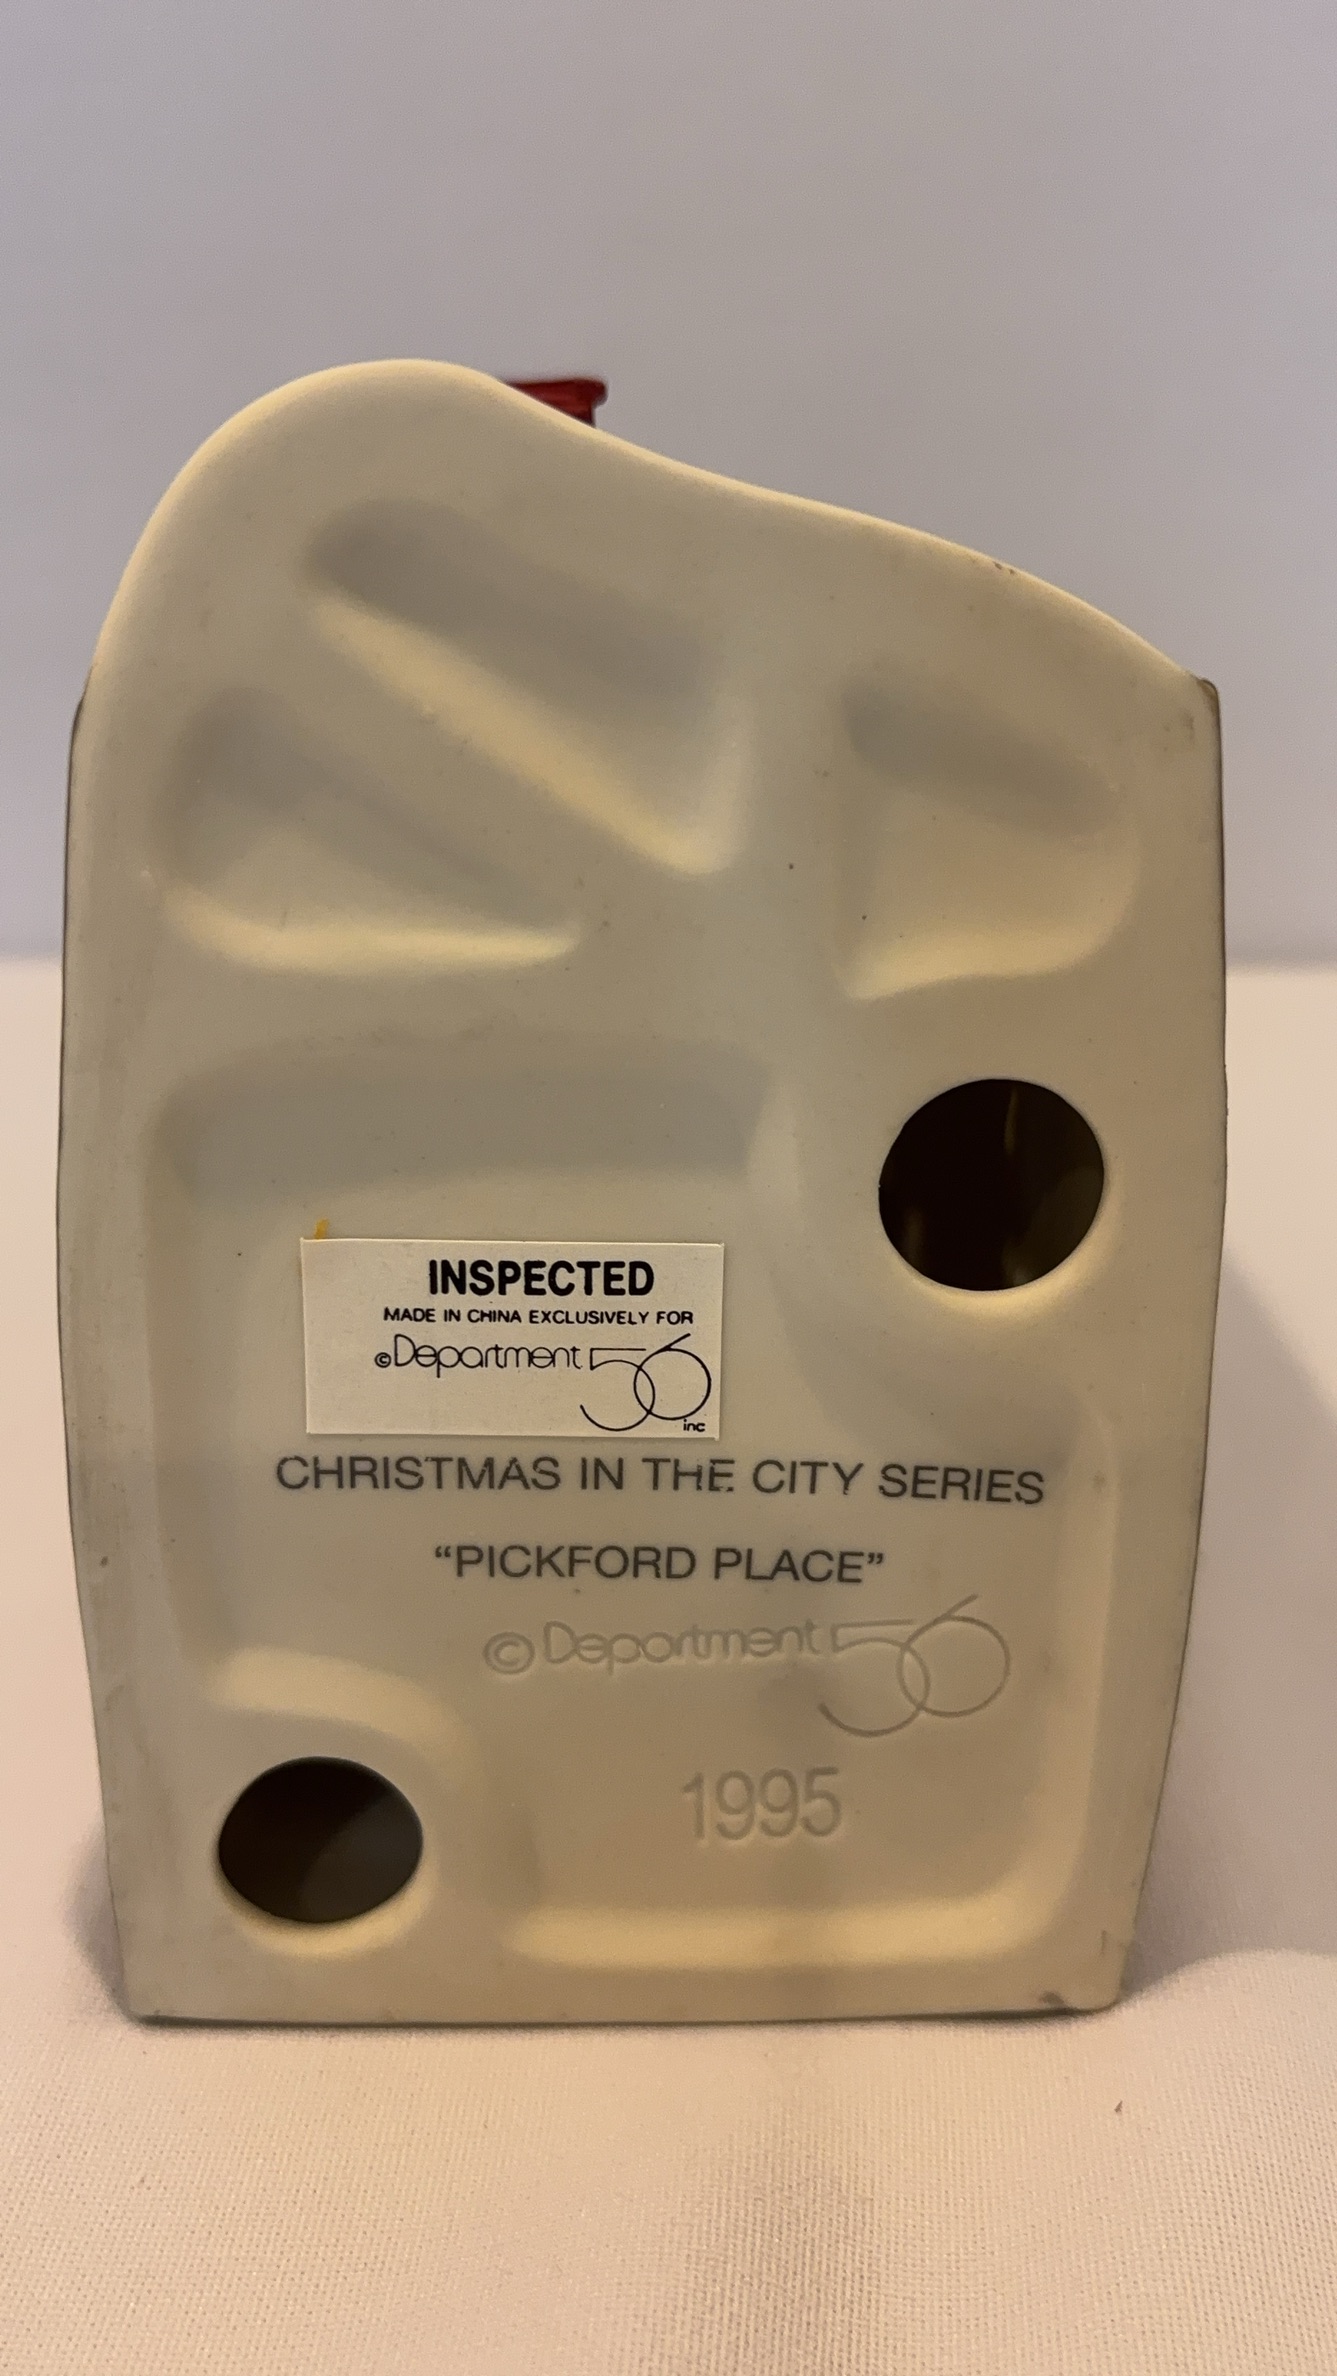 INSPECTED
MADE IN CHINA EXCLUSIVELY FOR
©Department 56
inc
CHRISTMAS IN THE CITY SERIES
“PICKFORD PLACE”
© Department 56
1995